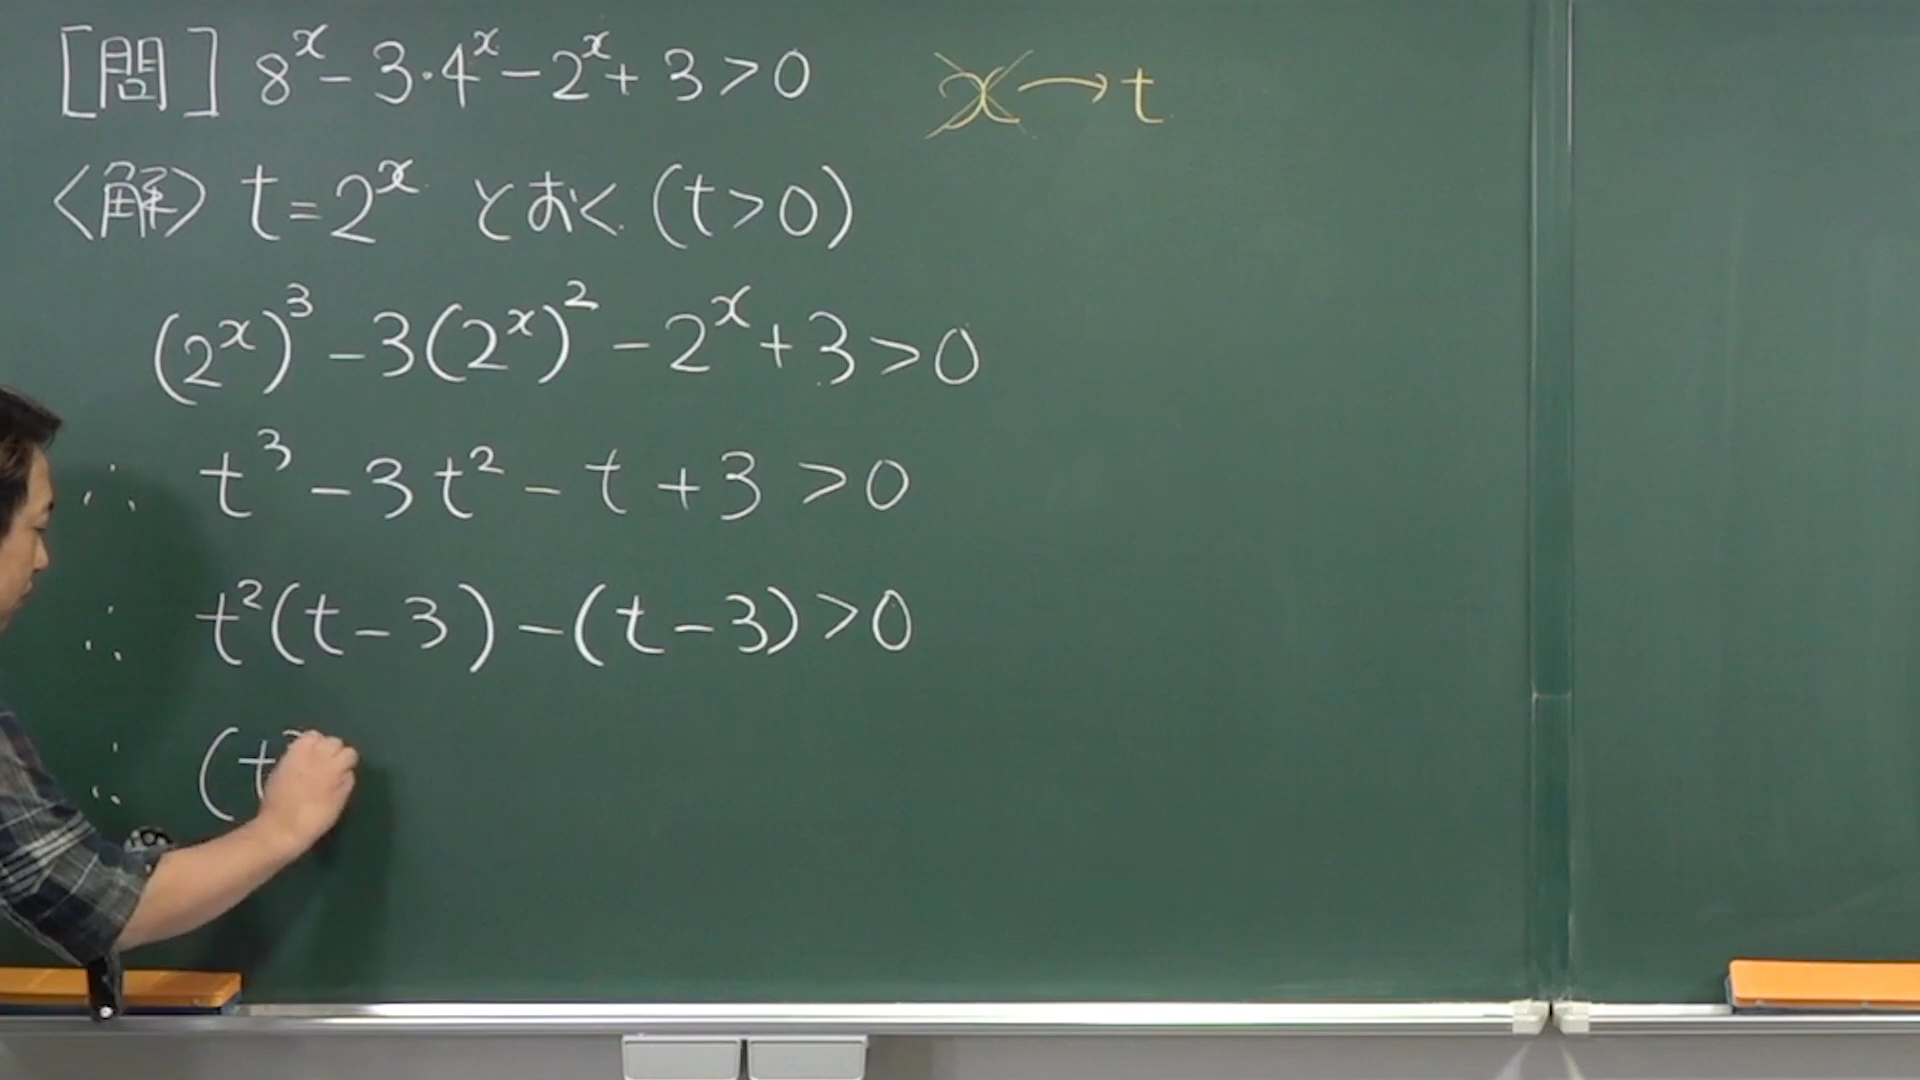 [問] 8^x - 3・4^x - 2^x + 3 > 0
x → t
<解> t = 2^x とおく (t > 0)
(2^x)^3 - 3(2^x)^2 - 2^x + 3 > 0
∴ t^3 - 3t^2 - t + 3 > 0
∴ t^2(t - 3) - (t - 3) > 0
∴ (t